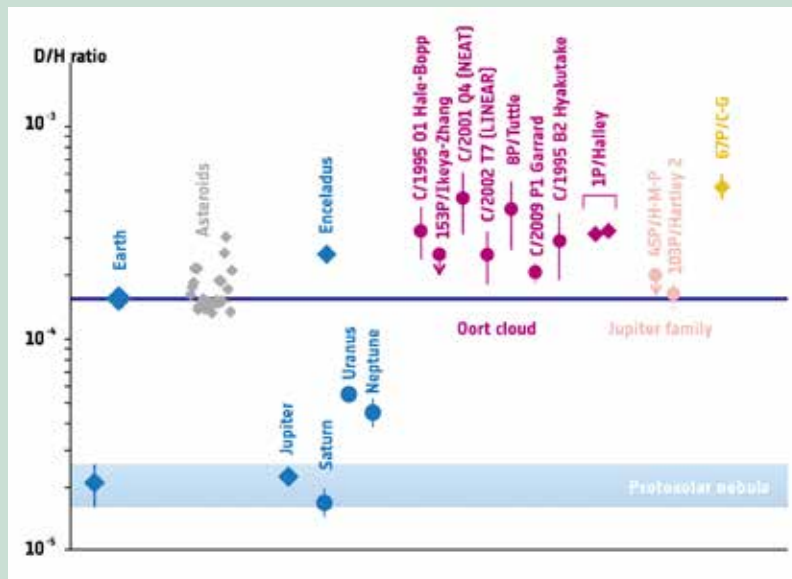 D/H ratio
10⁻³
10⁻⁴
10⁻⁵
Earth
Asteroids
Enceladus
Jupiter
Saturn
Uranus
Neptune
C/1995 O1 Hale-Bopp
153P/Ikeya-Zhang
C/2001 Q4 (NEAT)
C/2002 T7 (LINEAR)
8P/Tuttle
C/2009 P1 Garrard
C/1995 B2 Hyakutake
1P/Halley
45P/H-M-P
103P/Hartley 2
67P/C-G
Oort cloud
Jupiter family
Protosolar nebula